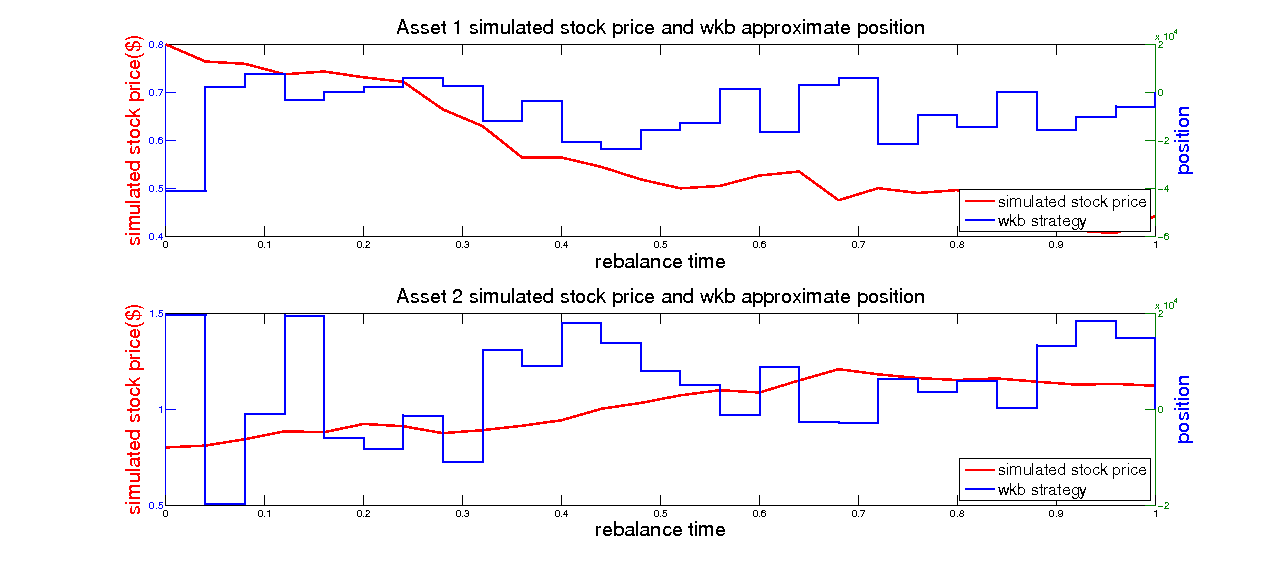 Asset 1 simulated stock price and wkb approximate position
x 10^4
simulated stock price($)
0.8
0.7
0.6
0.5
0.4
2
0
-2
-4
-6
position
simulated stock price
wkb strategy
0 0.1 0.2 0.3 0.4 0.5 0.6 0.7 0.8 0.9 1
rebalance time
Asset 2 simulated stock price and wkb approximate position
x 10^4
simulated stock price($)
1.5
1
0.5
2
0
-2
position
simulated stock price
wkb strategy
0 0.1 0.2 0.3 0.4 0.5 0.6 0.7 0.8 0.9 1
rebalance time